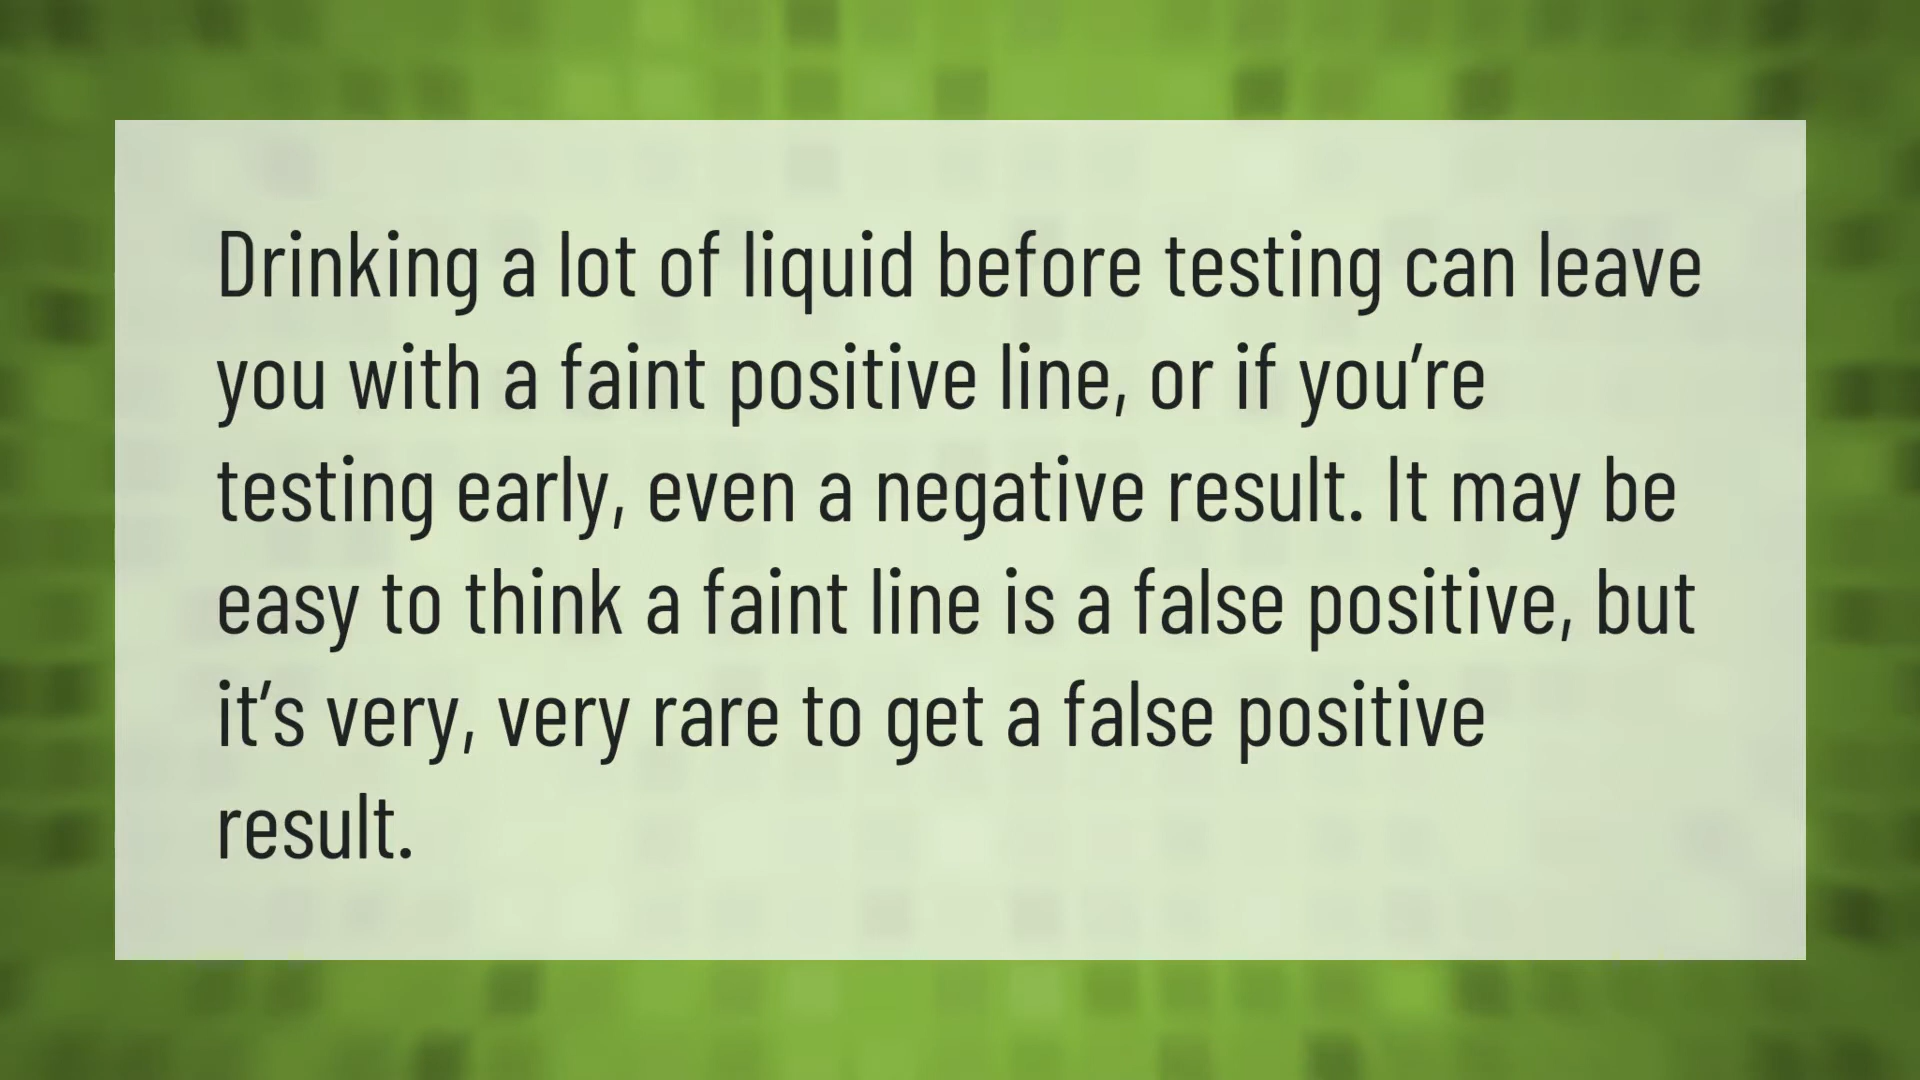 Drinking a lot of liquid before testing can leave
you with a faint positive line, or if you’re
testing early, even a negative result. It may be
easy to think a faint line is a false positive, but
it’s very, very rare to get a false positive
result.